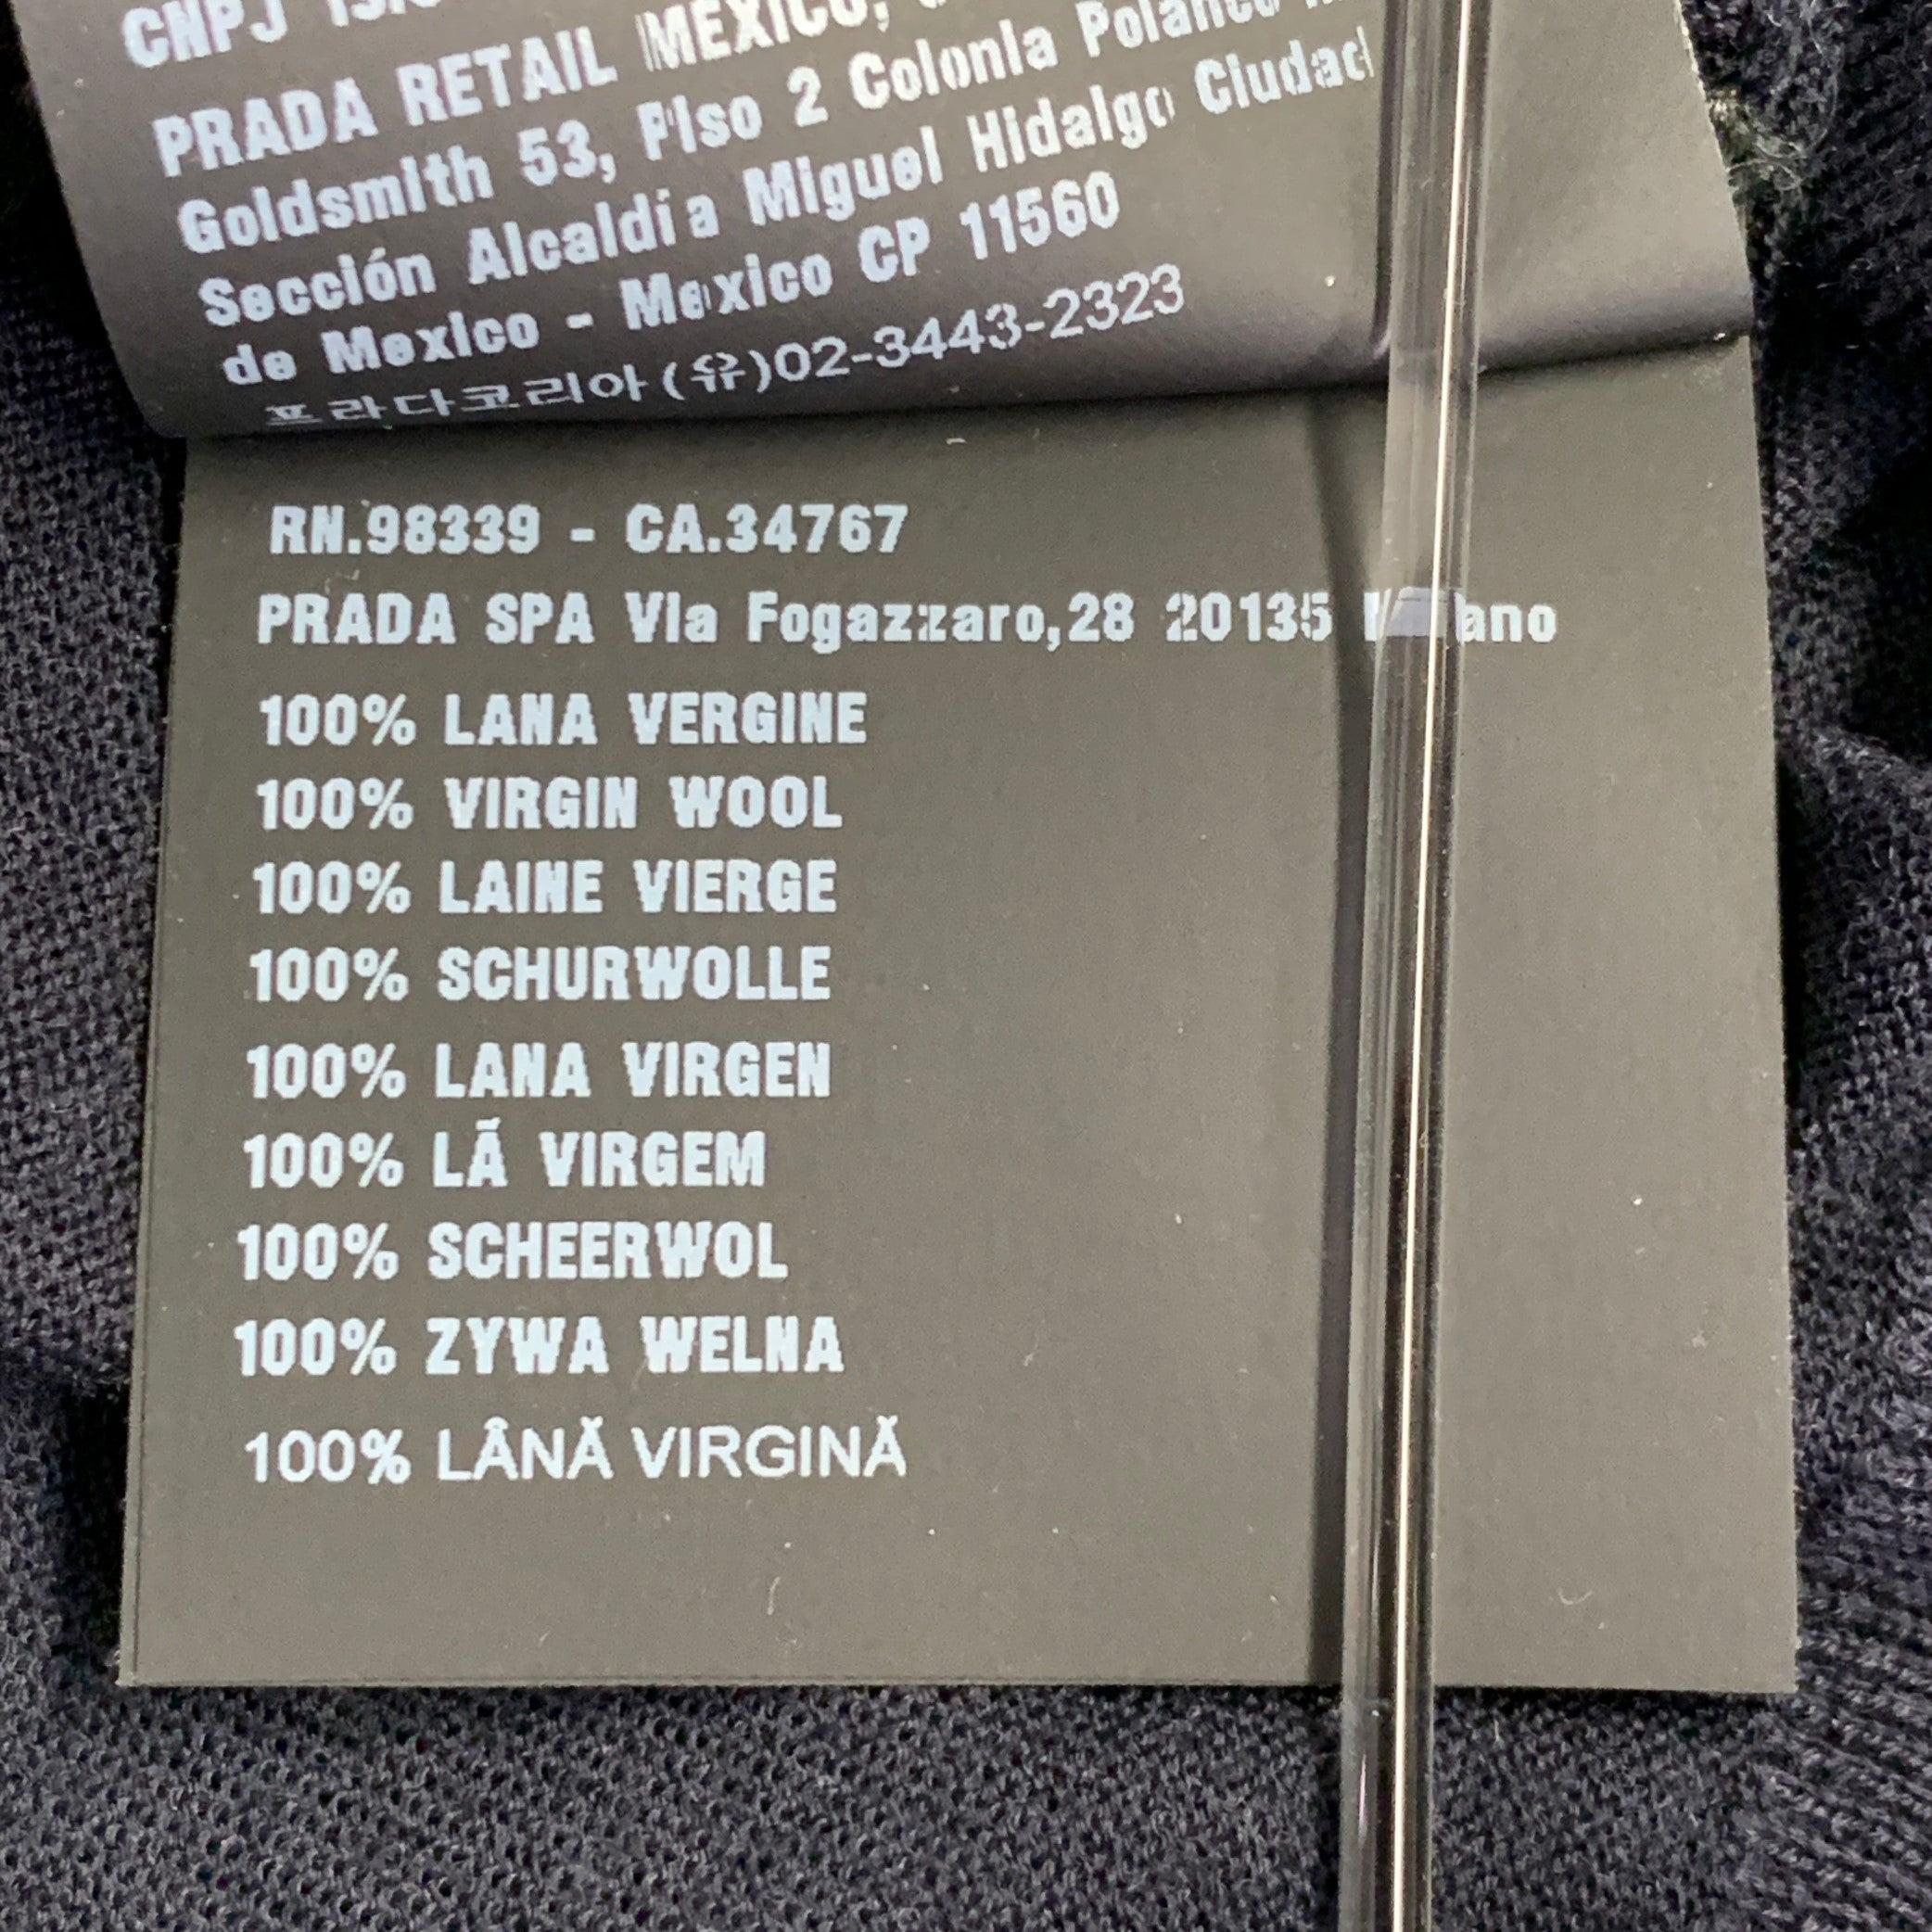 CNPJ
PRADA RETAIL MEXICO,
Goldsmith 53, Piso 2 Colonia Polanco
Sección Alcaldía Miguel Hidalgo Ciudad
de Mexico - Mexico CP 11560
프라다코리아(유)02-3443-2323
RN.98339 - CA.34767
PRADA SPA Via Fogazzaro,28 20135 Milano
100% LANA VERGINE
100% VIRGIN WOOL
100% LAINE VIERGE
100% SCHURWOLLE
100% LANA VIRGEN
100% LÃ VIRGEM
100% SCHEERWOL
100% ZYWA WELNA
100% LÂNĂ VIRGINĂ